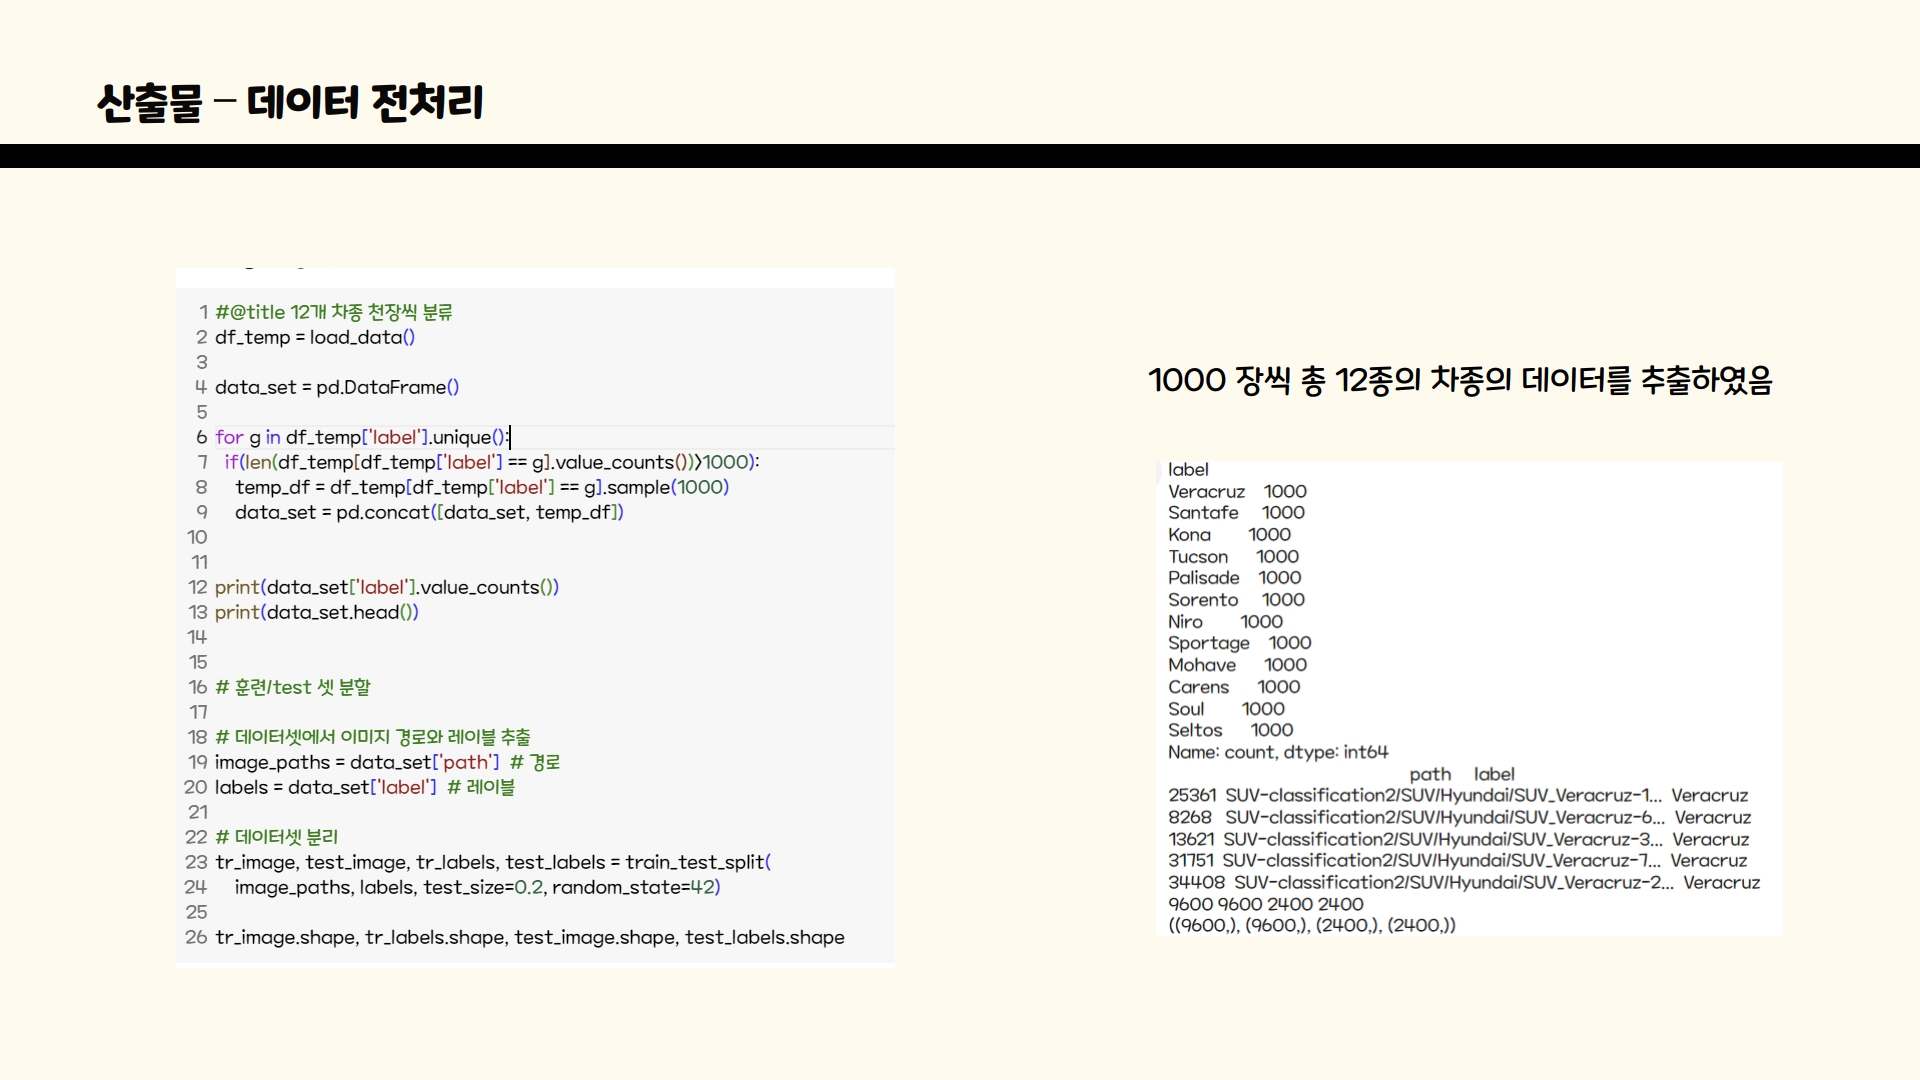 산출물 – 데이터 전처리
1 #@title 12개 차종 천장씩 분류
2 df_temp = load_data()
3
4 data_set = pd.DataFrame()
5
6 for g in df_temp['label'].unique():
7 if(len(df_temp[df_temp['label'] == g].value_counts())>1000):
8 temp_df = df_temp[df_temp['label'] == g].sample(1000)
9 data_set = pd.concat([data_set, temp_df])
10
11
12 print(data_set['label'].value_counts())
13 print(data_set.head())
14
15
16 # 훈련/test 셋 분할
17
18 # 데이터셋에서 이미지 경로와 레이블 추출
19 image_paths = data_set['path'] # 경로
20 labels = data_set['label'] # 레이블
21
22 # 데이터셋 분리
23 tr_image, test_image, tr_labels, test_labels = train_test_split(
24 image_paths, labels, test_size=0.2, random_state=42)
25
26 tr_image.shape, tr_labels.shape, test_image.shape, test_labels.shape
1000 장씩 총 12종의 차종의 데이터를 추출하였음
label
Veracruz 1000
Santafe 1000
Kona 1000
Tucson 1000
Palisade 1000
Sorento 1000
Niro 1000
Sportage 1000
Mohave 1000
Carens 1000
Soul 1000
Seltos 1000
Name: count, dtype: int64
path label
25361 SUV-classification2/SUV/Hyundai/SUV_Veracruz-1... Veracruz
8268 SUV-classification2/SUV/Hyundai/SUV_Veracruz-6... Veracruz
13621 SUV-classification2/SUV/Hyundai/SUV_Veracruz-3... Veracruz
31751 SUV-classification2/SUV/Hyundai/SUV_Veracruz-7... Veracruz
34408 SUV-classification2/SUV/Hyundai/SUV_Veracruz-2... Veracruz
9600 9600 2400 2400
((9600,), (9600,), (2400,), (2400,))